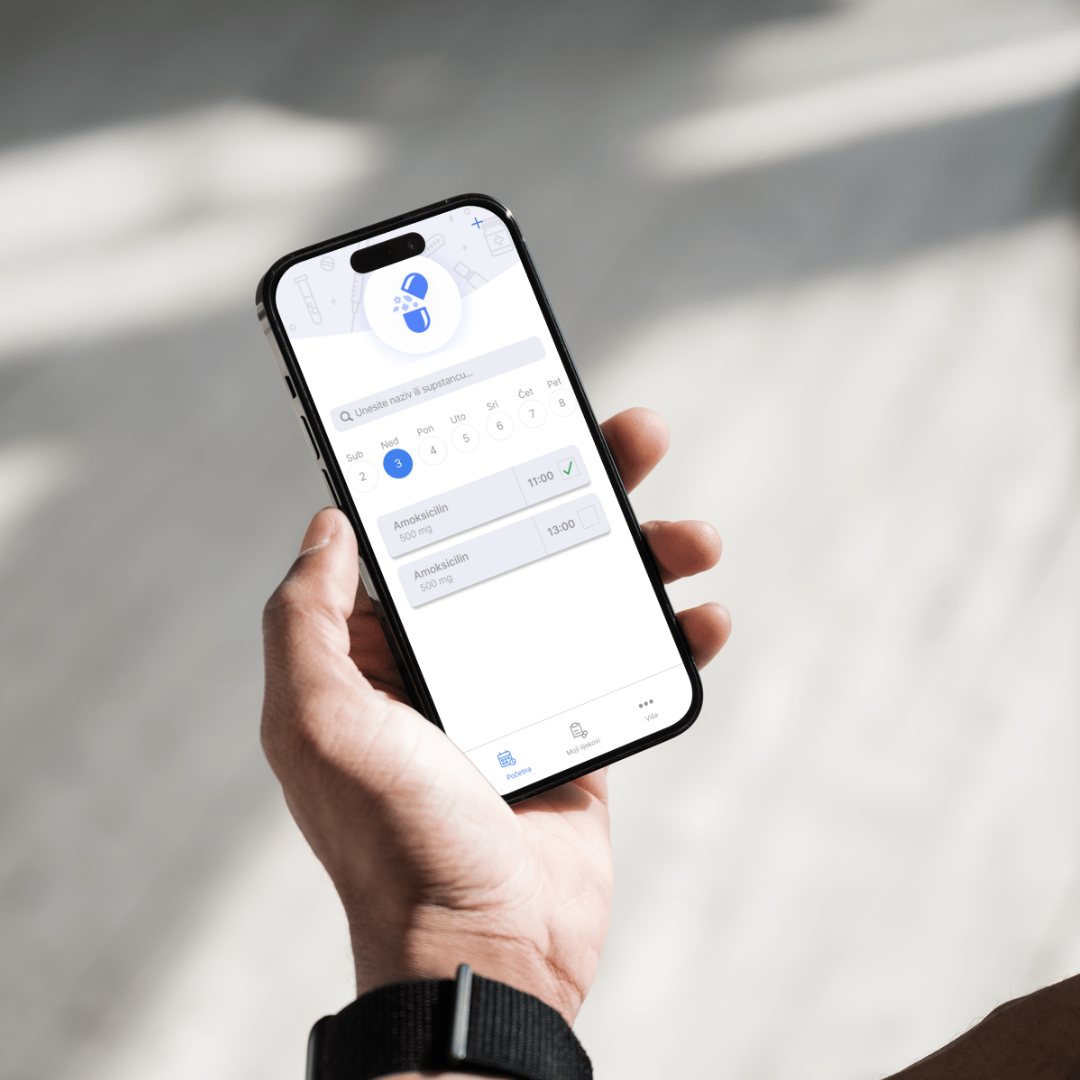 Unesite naziv ili supstancu...
Sub Ned Pon Uto Sri Čet Pet
2 3 4 5 6 7 8
Amoksicilin 11:00
500 mg
Amoksicilin 13:00
500 mg
Početna Moji lijekovi Više